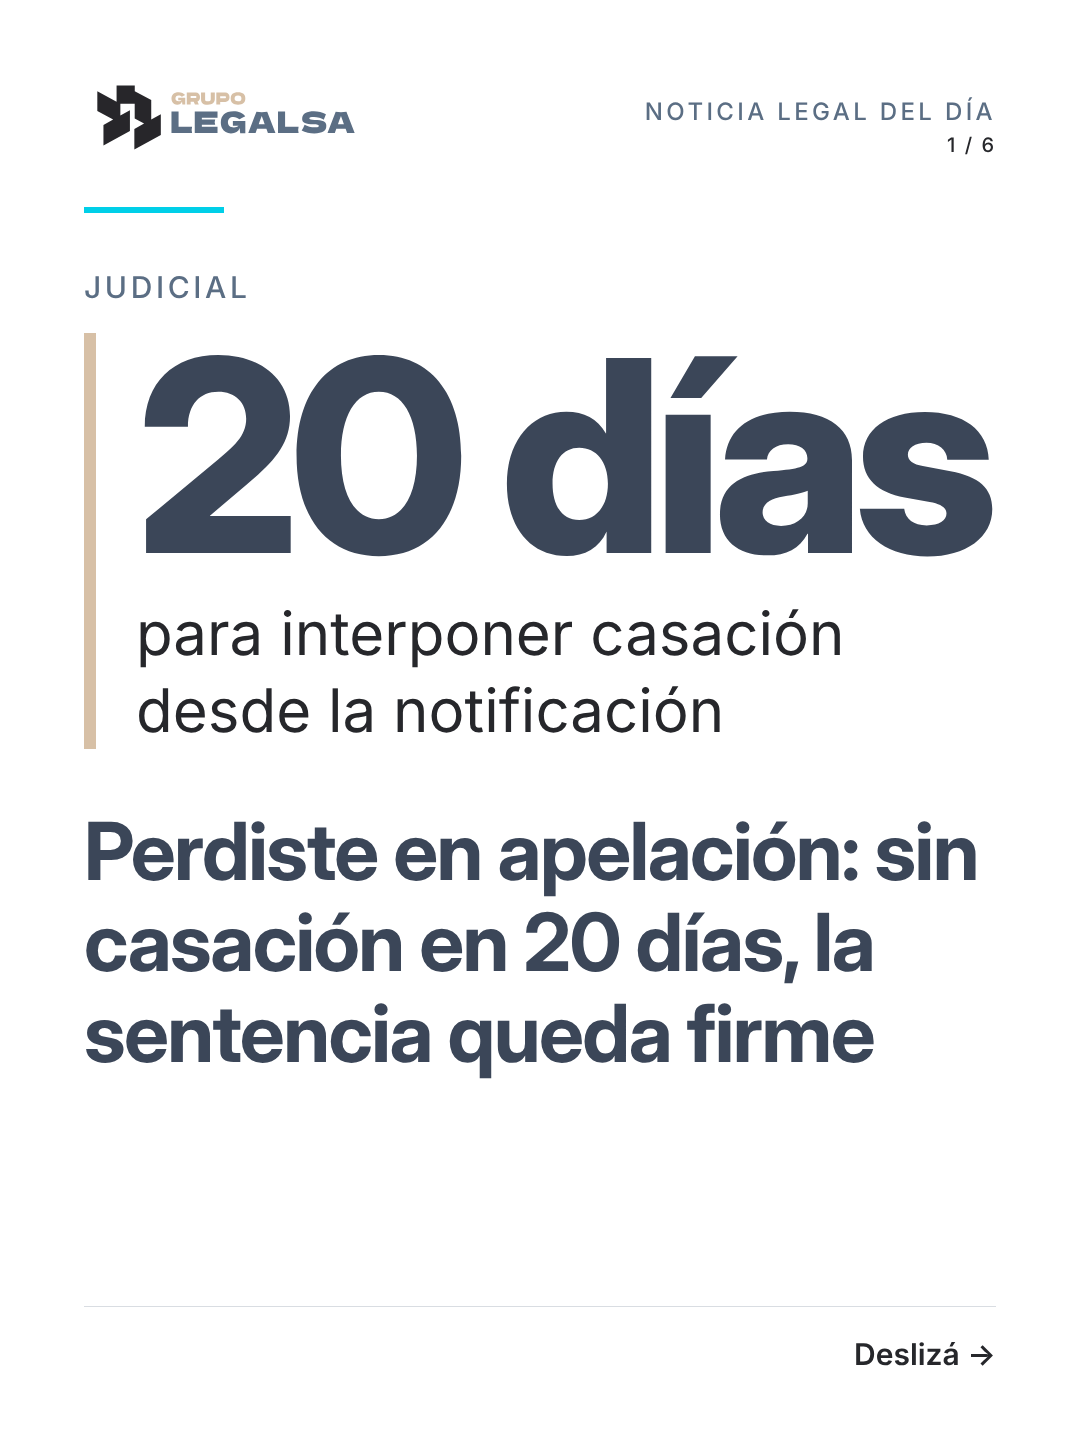 GRUPO
LEGALSA
NOTICIA LEGAL DEL DÍA
1 / 6
JUDICIAL
20 días
para interponer casación
desde la notificación
Perdiste en apelación: sin
casación en 20 días, la
sentencia queda firme
Deslizá →